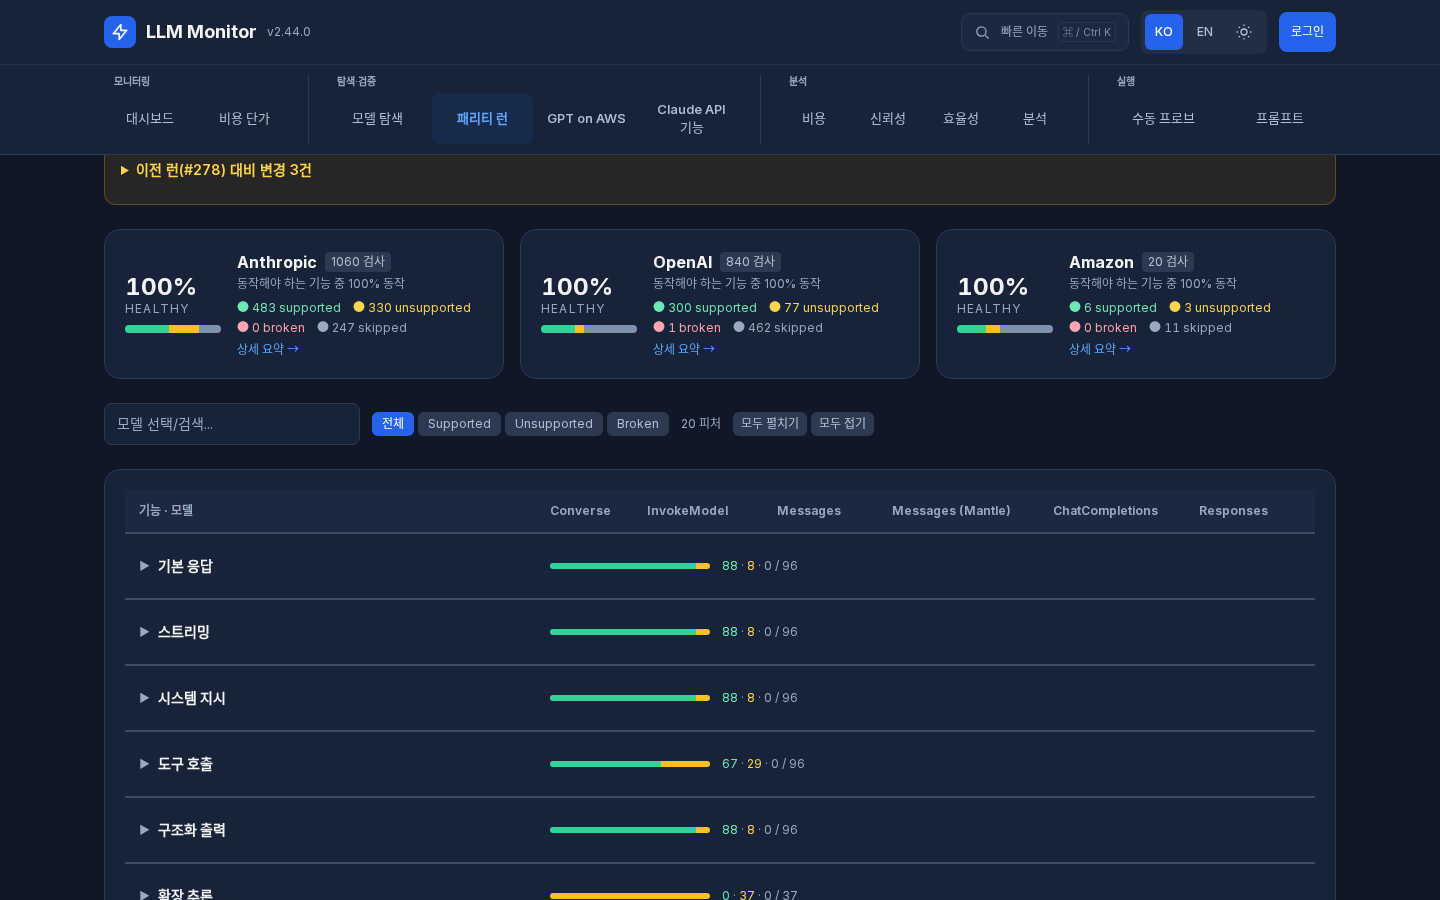 LLM Monitor v2.44.0
빠른 이동 ⌘ / Ctrl K
KO EN
로그인
모니터링
대시보드 비용 단가
탐색·검증
모델 탐색 패리티 런 GPT on AWS Claude API 기능
분석
비용 신뢰성 효율성 분석
실행
수동 프로브 프롬프트
▶ 이전 런(#278) 대비 변경 3건
100%
HEALTHY
Anthropic 1060 검사
동작해야 하는 기능 중 100% 동작
483 supported 330 unsupported
0 broken 247 skipped
상세 요약 →
100%
HEALTHY
OpenAI 840 검사
동작해야 하는 기능 중 100% 동작
300 supported 77 unsupported
1 broken 462 skipped
상세 요약 →
100%
HEALTHY
Amazon 20 검사
동작해야 하는 기능 중 100% 동작
6 supported 3 unsupported
0 broken 11 skipped
상세 요약 →
모델 선택/검색...
전체 Supported Unsupported Broken 20 피처 모두 펼치기 모두 접기
기능 · 모델 Converse InvokeModel Messages Messages (Mantle) ChatCompletions Responses
▶ 기본 응답 88 · 8 · 0 / 96
▶ 스트리밍 88 · 8 · 0 / 96
▶ 시스템 지시 88 · 8 · 0 / 96
▶ 도구 호출 67 · 29 · 0 / 96
▶ 구조화 출력 88 · 8 · 0 / 96
▶ 확장 추론 0 · 37 · 0 / 37